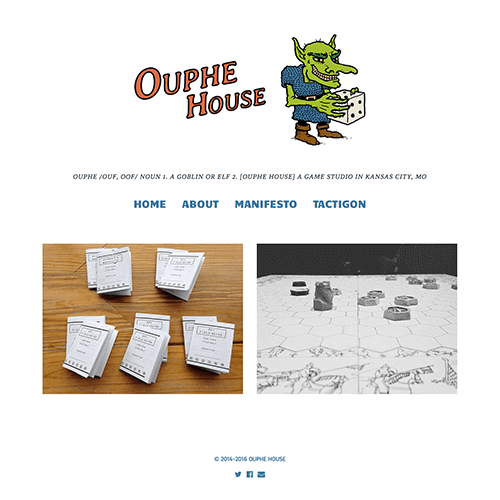 OUPHE
HOUSE
OUPHE /OUF, OOF/ NOUN 1. A GOBLIN OR ELF 2. [OUPHE HOUSE] A GAME STUDIO IN KANSAS CITY, MO
HOME ABOUT MANIFESTO TACTIGON
© 2014-2016 OUPHE HOUSE